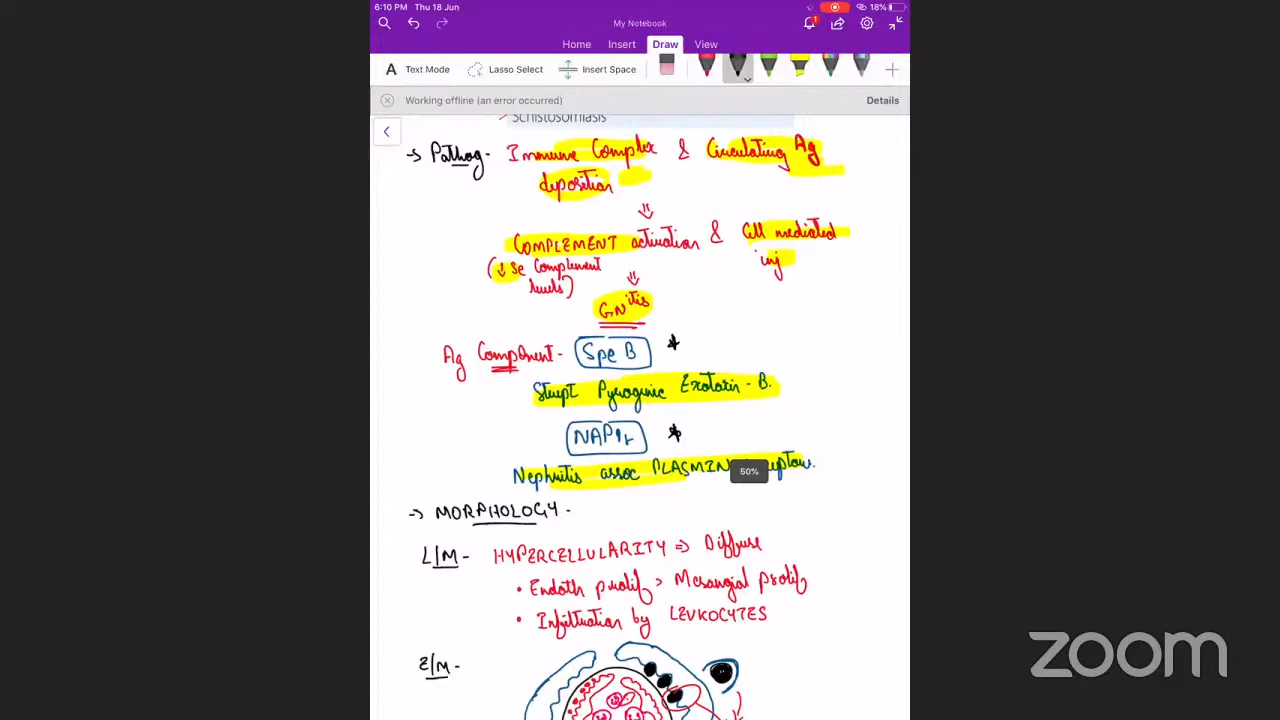 6:10 PM Thu 18 Jun
18%
My Notebook
1
Home Insert Draw View
A Text Mode Lasso Select Insert Space
Working offline (an error occurred) Details
Schistosomiasis
→ Pathog - Immune Complex & Circulating Ag
deposition
⇓
COMPLEMENT activation & Cell mediated
inj
(↓ Se Complement
levels)
⇓
GNitis
Ag Component - Spe B *
Strept Pyrogenic Exotoxin - B.
NAPlr *
Nephritis assoc PLASMIN
50%
→ MORPHOLOGY -
L/M - HYPERCELLULARITY ⇒ Diffuse
• Endoth prolif > Mesangial prolif
• Infiltration by LEUKOCYTES
E/M -
zoom